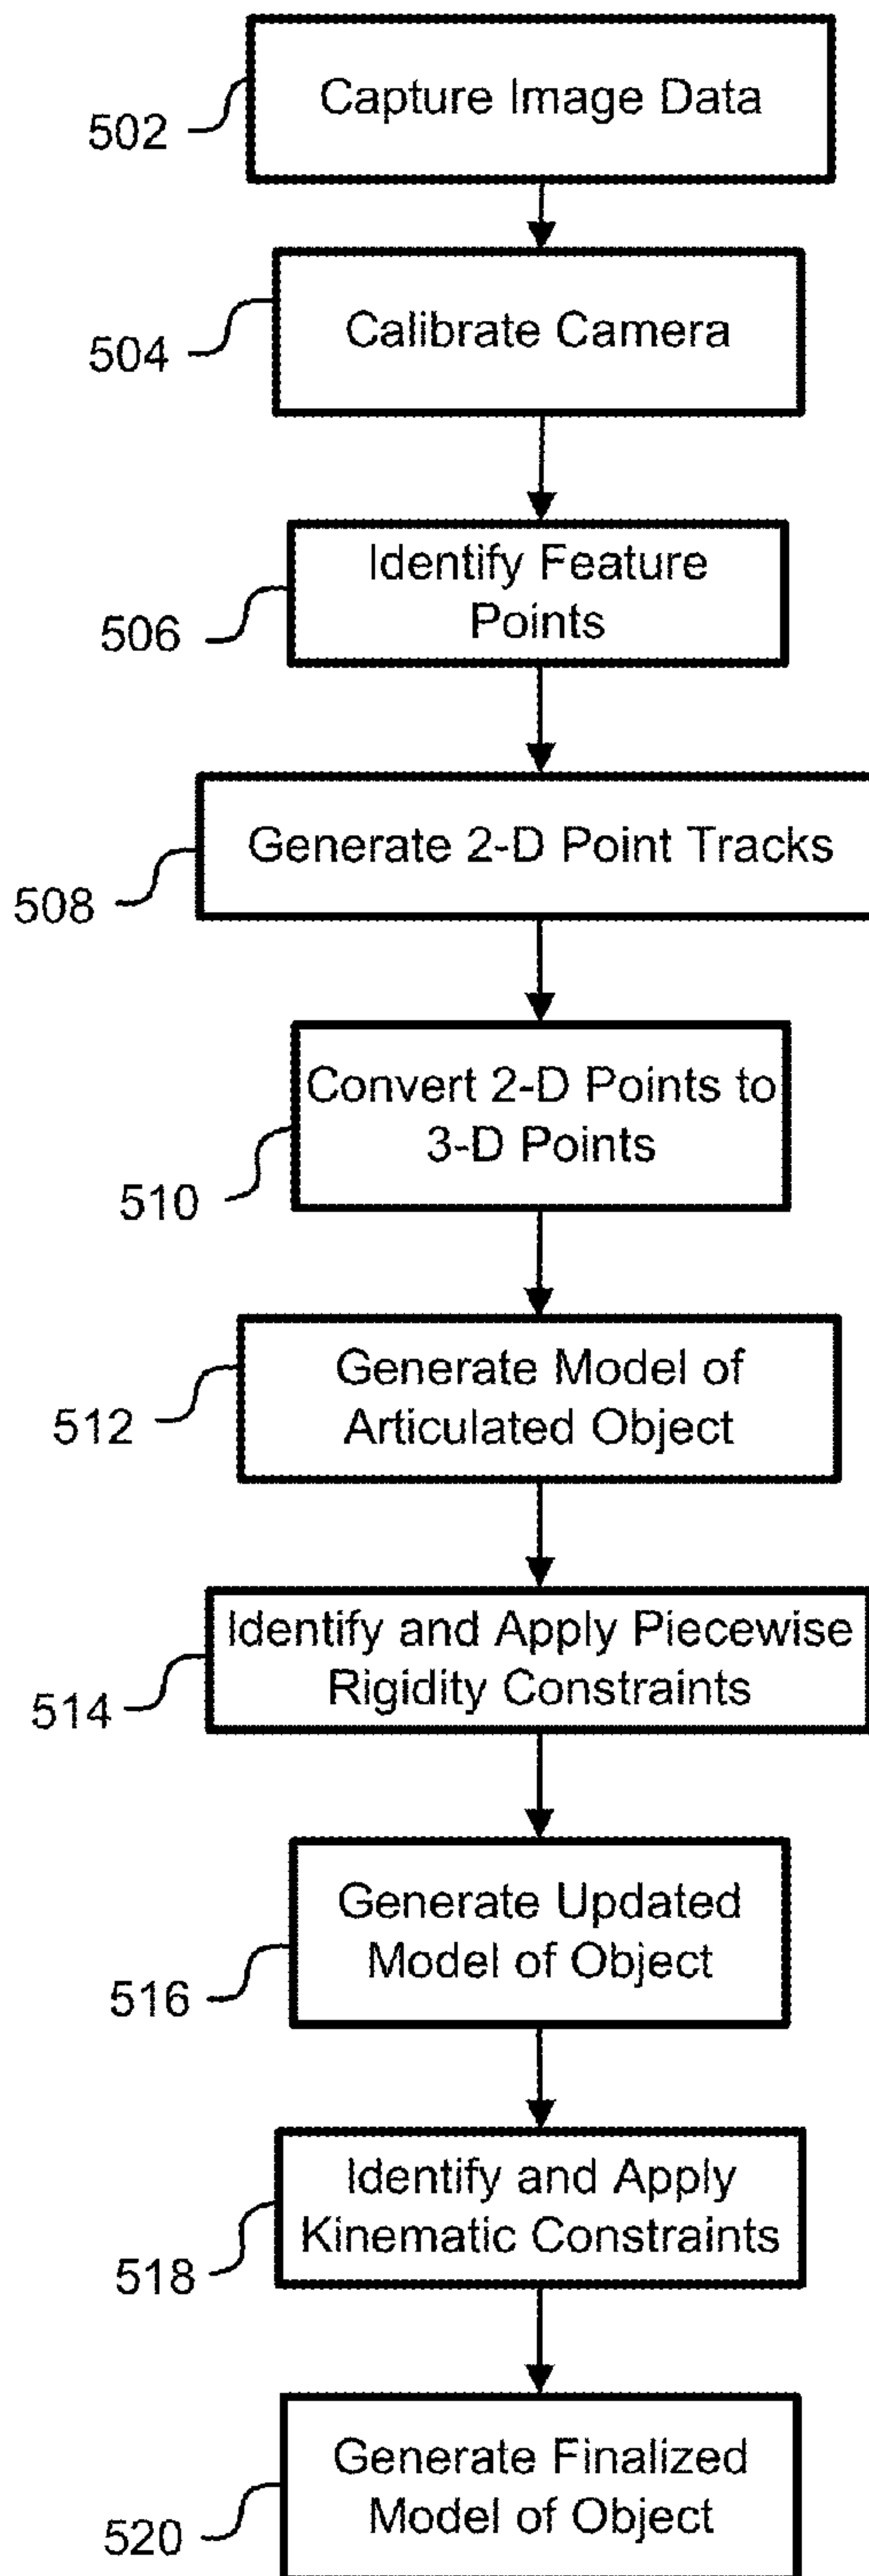 Capture Image Data
502
Calibrate Camera
504
Identify Feature
Points
506
Generate 2-D Point Tracks
508
Convert 2-D Points to
3-D Points
510
Generate Model of
Articulated Object
512
Identify and Apply Piecewise
Rigidity Constraints
514
Generate Updated
Model of Object
516
Identify and Apply
Kinematic Constraints
518
Generate Finalized
Model of Object
520